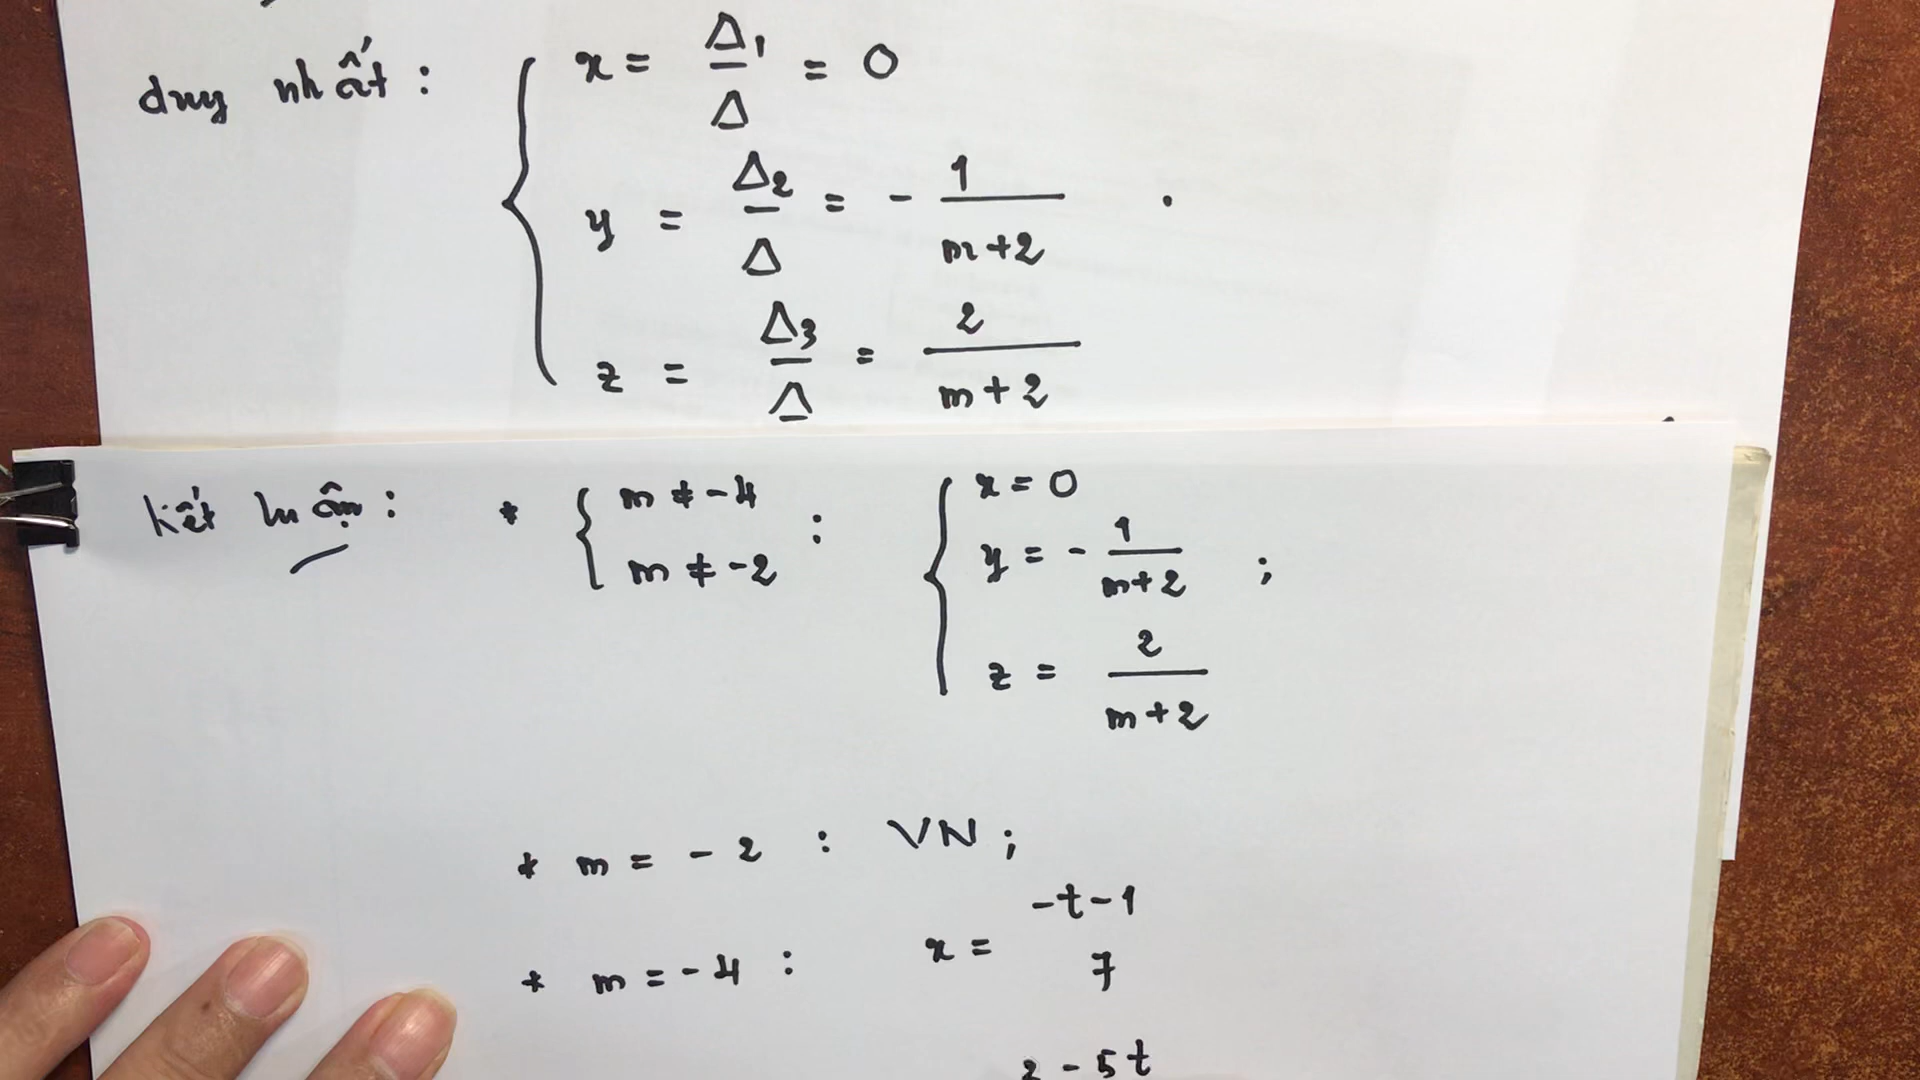 duy nhất: { x = Δ₁/Δ = 0
y = Δ₂/Δ = - 1/(m+2) .
z = Δ₃/Δ = 2/(m+2)
Kết luận: * { m ≠ -4 : { x = 0
m ≠ -2 y = - 1/(m+2) ;
z = 2/(m+2)
* m = -2 : VN ;
* m = -4 : x = -t-1 7
- 5t